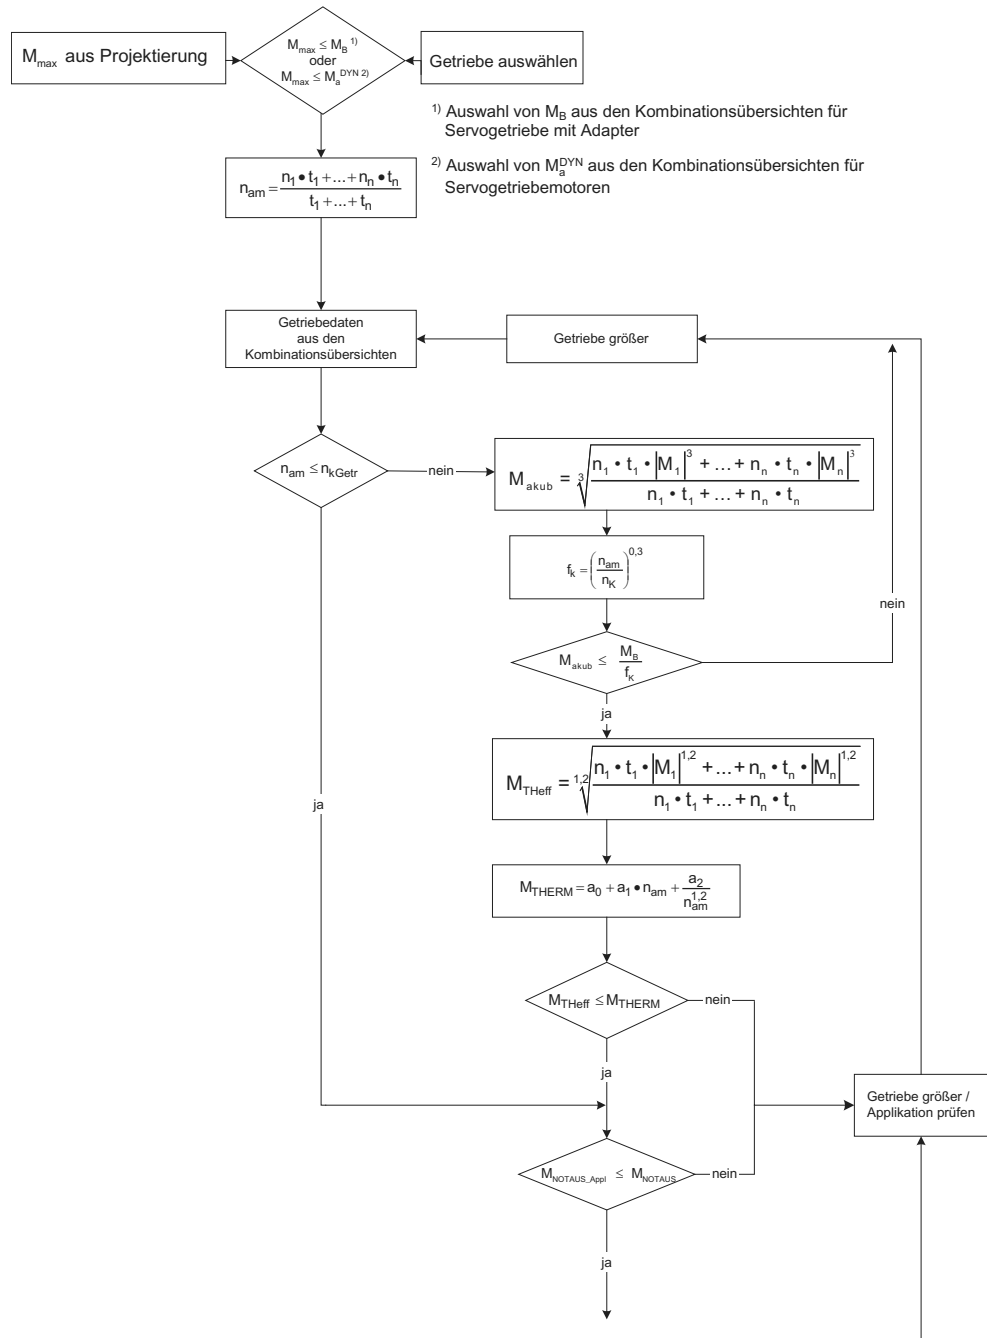 M_max aus Projektierung
M_max ≤ M_B ¹⁾
oder
M_max ≤ M_a^DYN ²⁾
Getriebe auswählen
¹⁾ Auswahl von M_B aus den Kombinationsübersichten für
Servogetriebe mit Adapter
²⁾ Auswahl von M_a^DYN aus den Kombinationsübersichten für
Servogetriebemotoren
n_am = (n_1 • t_1 + ... + n_n • t_n) / (t_1 + ... + t_n)
Getriebedaten
aus den
Kombinationsübersichten
Getriebe größer
n_am ≤ n_kGetr
nein
M_akub = ∛((n_1 • t_1 • |M_1|^3 + ... + n_n • t_n • |M_n|^3) / (n_1 • t_1 + ... + n_n • t_n))
f_k = (n_am / n_K)^0,3
nein
M_akub ≤ M_B / f_K
ja
M_THeff = ^1,2√((n_1 • t_1 • |M_1|^1,2 + ... + n_n • t_n • |M_n|^1,2) / (n_1 • t_1 + ... + n_n • t_n))
ja
M_THERM = a_0 + a_1 • n_am + a_2 / n_am^1,2
M_THeff ≤ M_THERM
nein
ja
Getriebe größer /
Applikation prüfen
M_NOTAUS_Appl ≤ M_NOTAUS
nein
ja